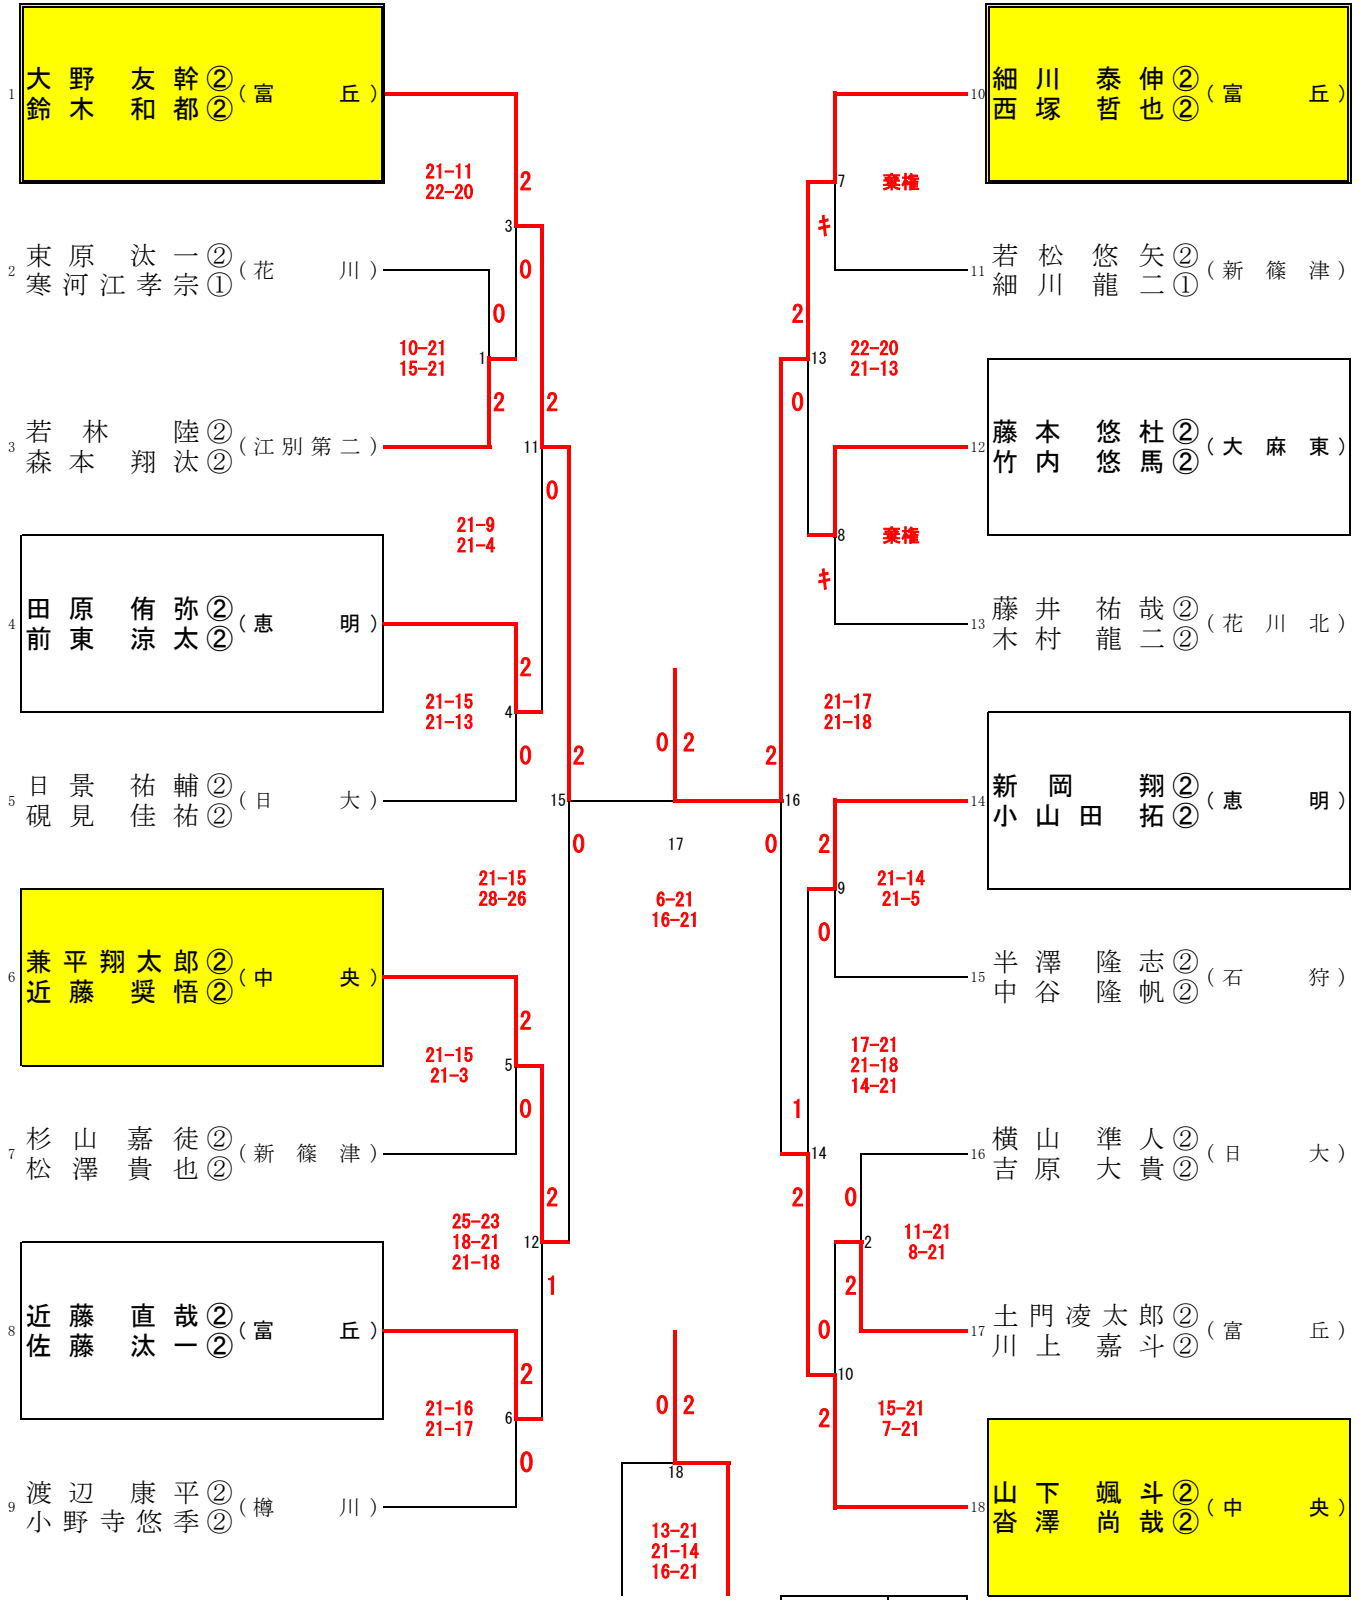 1 大野 友幹② (富 丘)
鈴木 和都②
21-11
22-20
2
3
2 東原 汰一② (花 川)
寒河江孝宗①
0
0
10-21
15-21
1
2
2
3 若林 陸② (江別第二)
森本 翔汰②
11
0
21-9
21-4
4 田原 侑弥② (恵 明)
前東 涼太②
2
21-15
21-13
4
0
2
5 日景 祐輔② (日 大)
硯見 佳祐②
15
0
21-15
28-26
6 兼平翔太郎② (中 央)
近藤 奨悟②
2
21-15
21-3
5
0
7 杉山 嘉徒② (新篠津)
松澤 貴也②
2
25-23
18-21
21-18
12
1
8 近藤 直哉② (富 丘)
佐藤 汰一②
2
21-16
21-17
6
0
9 渡辺 康平② (樽 川)
小野寺悠季②
0 2
17
6-21
16-21
0 2
18
13-21
21-14
16-21
10 細川 泰伸② (富 丘)
西塚 哲也②
7
棄権
キ
11 若松 悠矢② (新篠津)
細川 龍二①
2
13
22-20
21-13
0
12 藤本 悠杜② (大麻東)
竹内 悠馬②
8
棄権
キ
13 藤井 祐哉② (花川北)
木村 龍二②
21-17
21-18
2
16
0
14 新岡 翔② (恵 明)
小山田 拓②
2
9
21-14
21-5
0
15 半澤 隆志② (石 狩)
中谷 隆帆②
17-21
21-18
14-21
1
14
2
16 横山 準人② (日 大)
吉原 大貴②
0
2
11-21
8-21
2
17 土門凌太郎② (富 丘)
川上 嘉斗②
0
10
15-21
7-21
2
18 山下 颯斗② (中 央)
沓澤 尚哉②